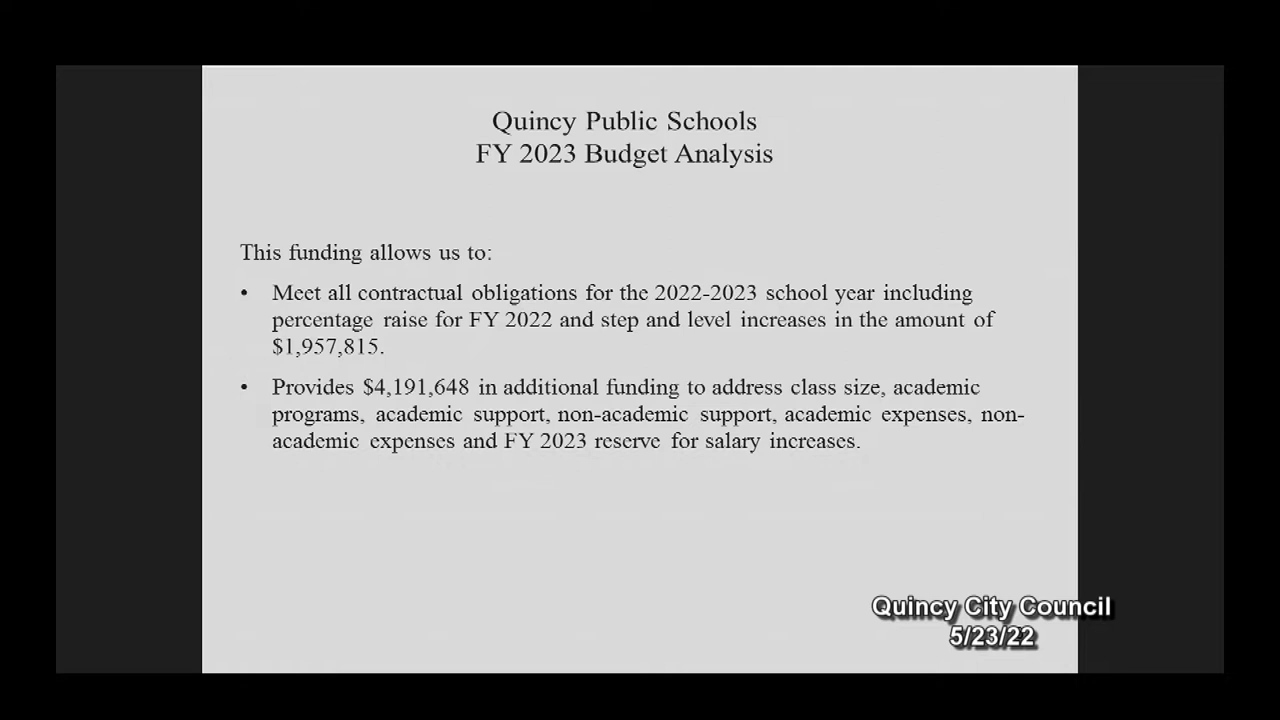 Quincy Public Schools
FY 2023 Budget Analysis
This funding allows us to:
• Meet all contractual obligations for the 2022-2023 school year including
percentage raise for FY 2022 and step and level increases in the amount of
$1,957,815.
• Provides $4,191,648 in additional funding to address class size, academic
programs, academic support, non-academic support, academic expenses, non-
academic expenses and FY 2023 reserve for salary increases.
Quincy City Council
5/23/22